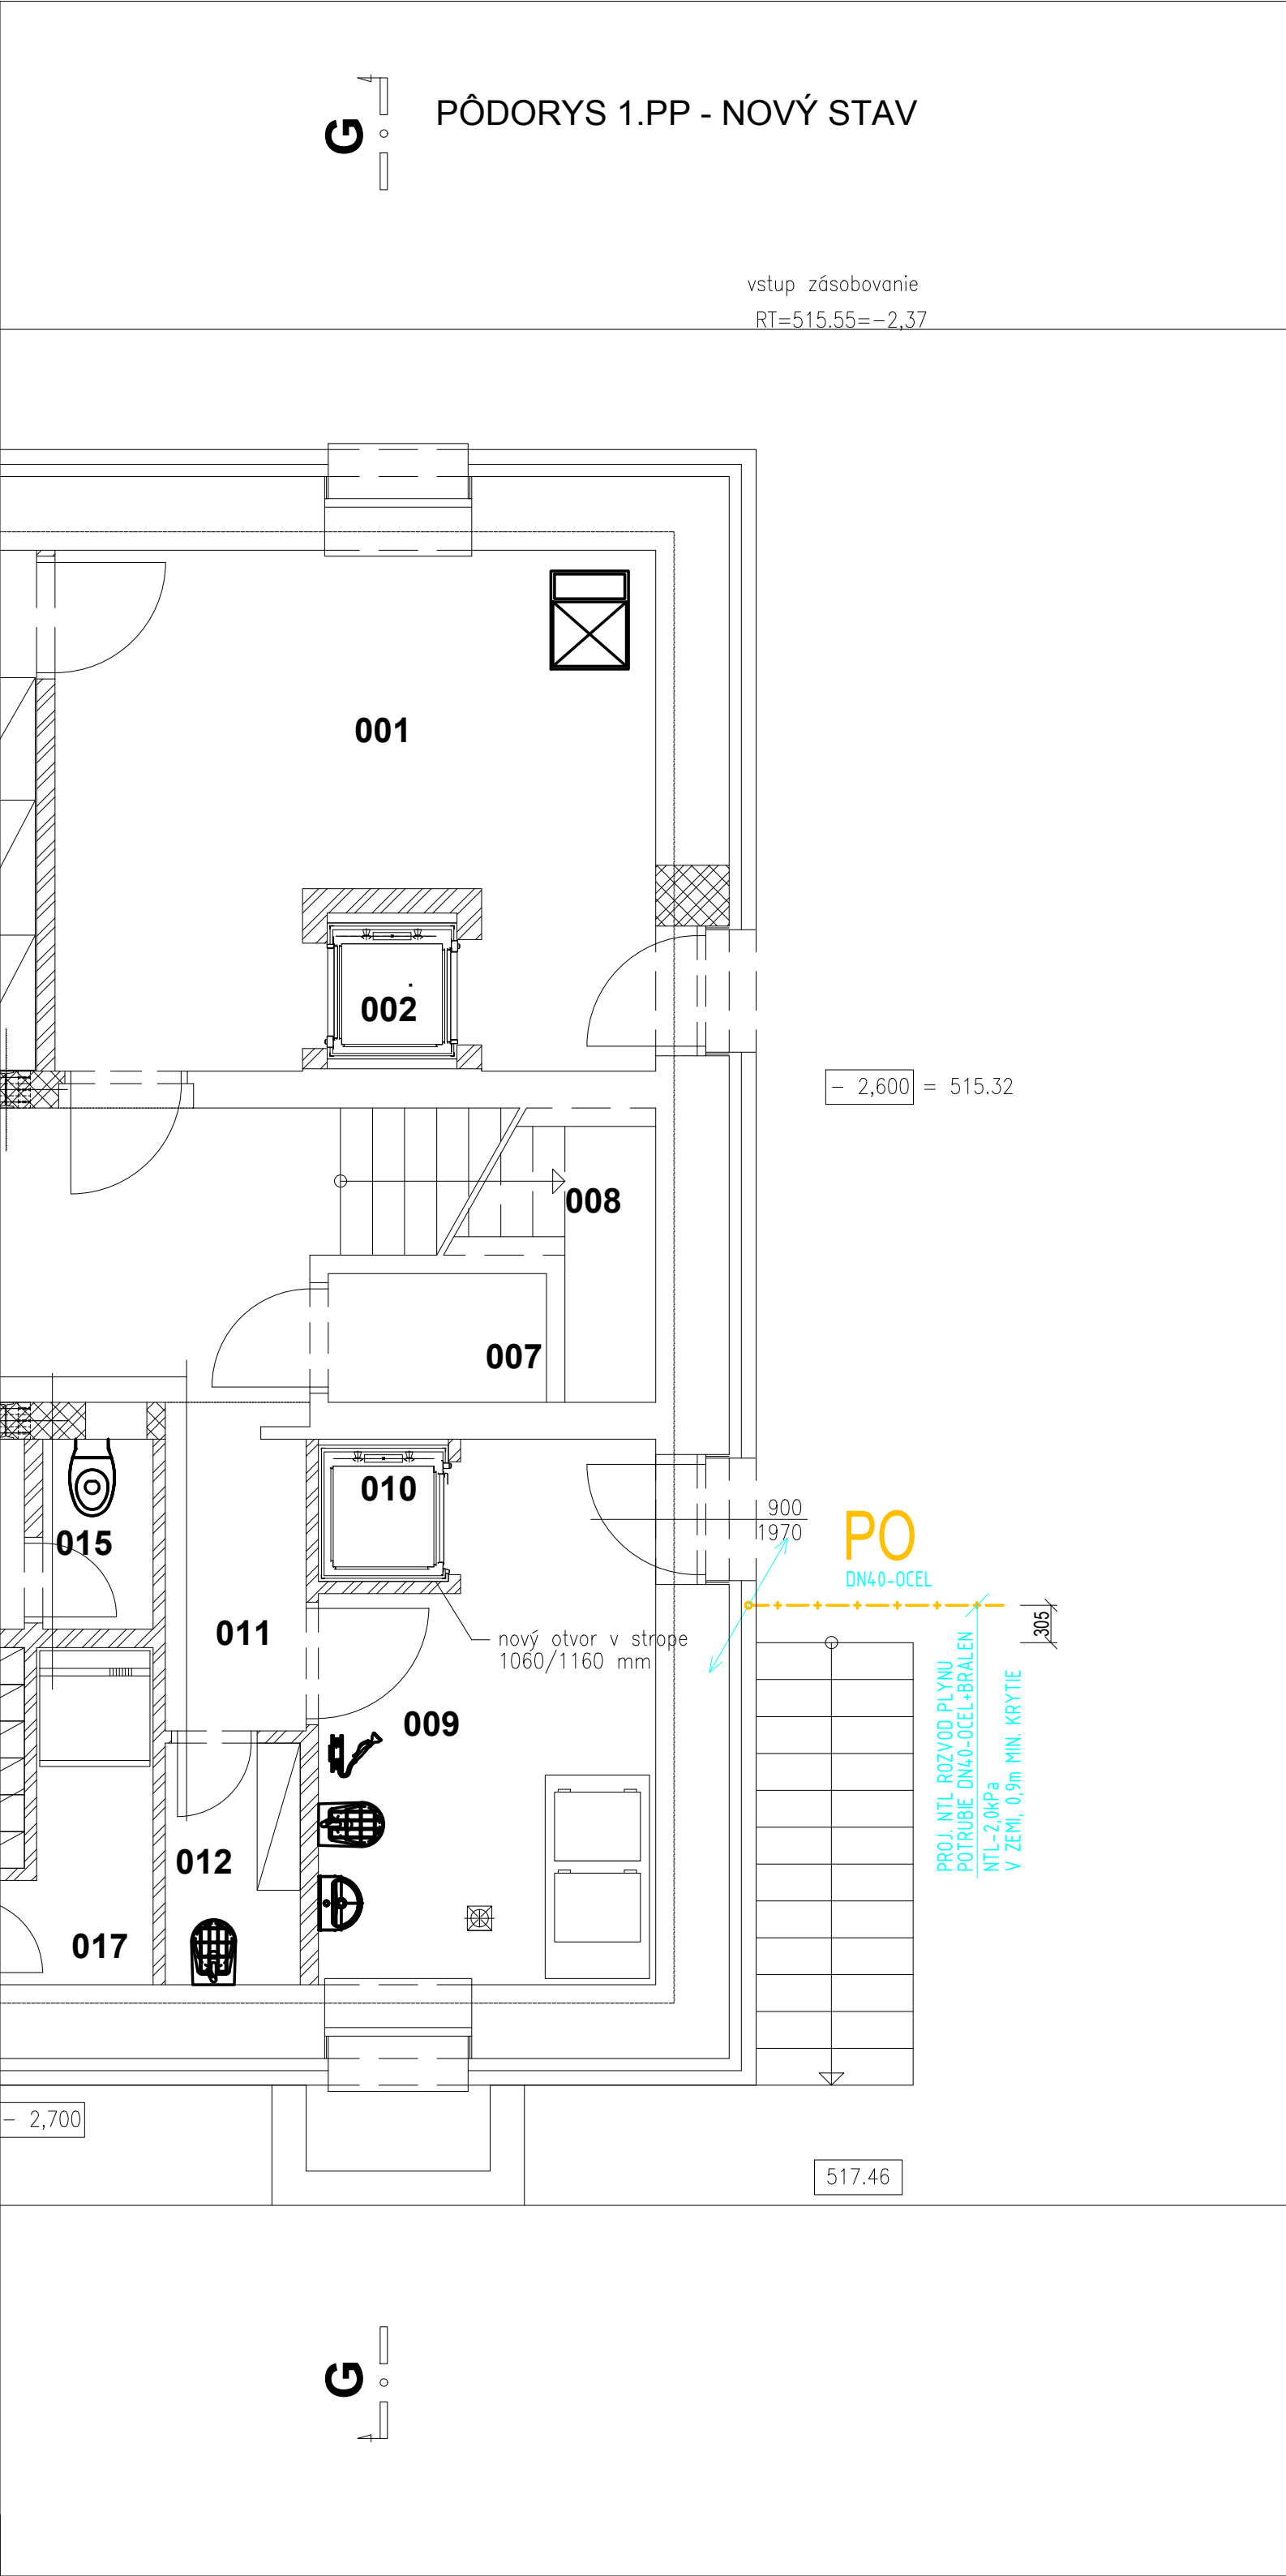 G
PÔDORYS 1.PP - NOVÝ STAV
vstup zásobovanie
RT=515.55=-2,37
001
002
- 2,600 = 515.32
008
007
010
015
900
1970
PO
DN40-OCEL
305
011
nový otvor v strope
1060/1160 mm
009
PROJ. NTL ROZVOD PLYNU
POTRUBIE DN40-OCEL+BRALEN
NTL-2,0kPa
V ZEMI, 0,9m MIN. KRYTIE
012
017
- 2,700
517.46
G